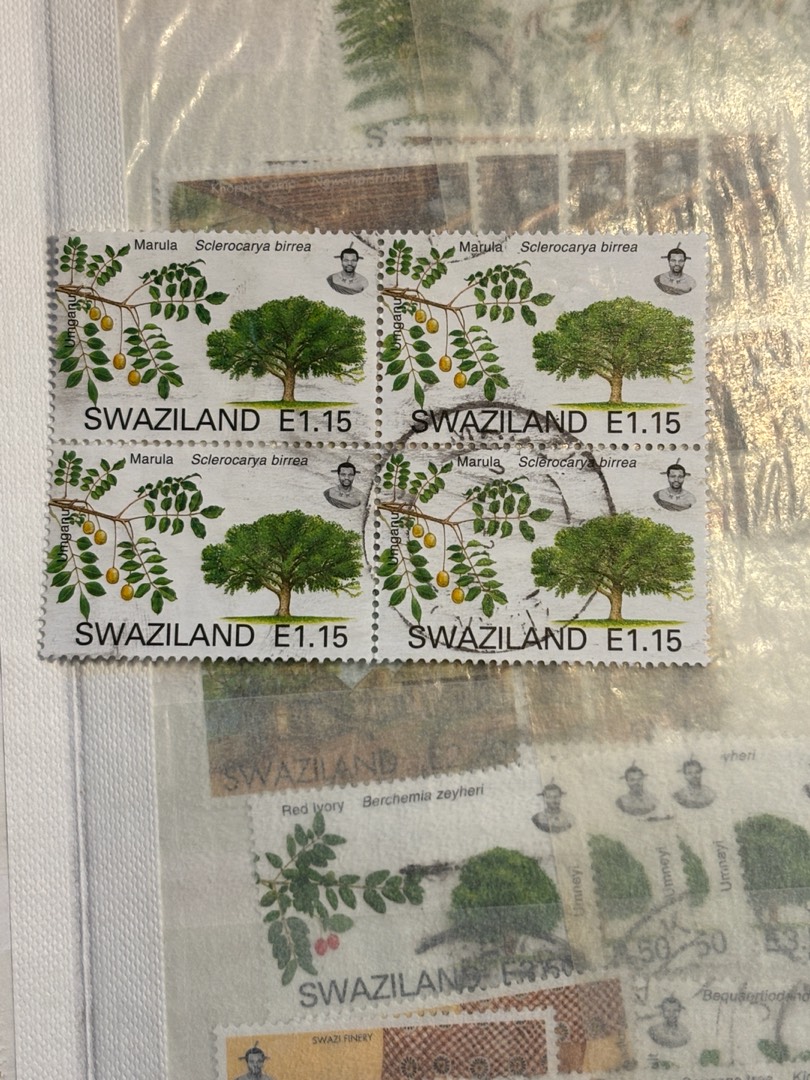 Marula Sclerocarya birrea
Umganu
SWAZILAND E1.15
Marula Sclerocarya birrea
Umganu
SWAZILAND E1.15
Marula Sclerocarya birrea
Umganu
SWAZILAND E1.15
Marula Sclerocarya birrea
Umganu
SWAZILAND E1.15
SWAZILAND
Red Ivory Berchemia zeyheri
SWAZILAND
yheri
Umneyi
Umneyi
Umneyi
SWAZI FINERY